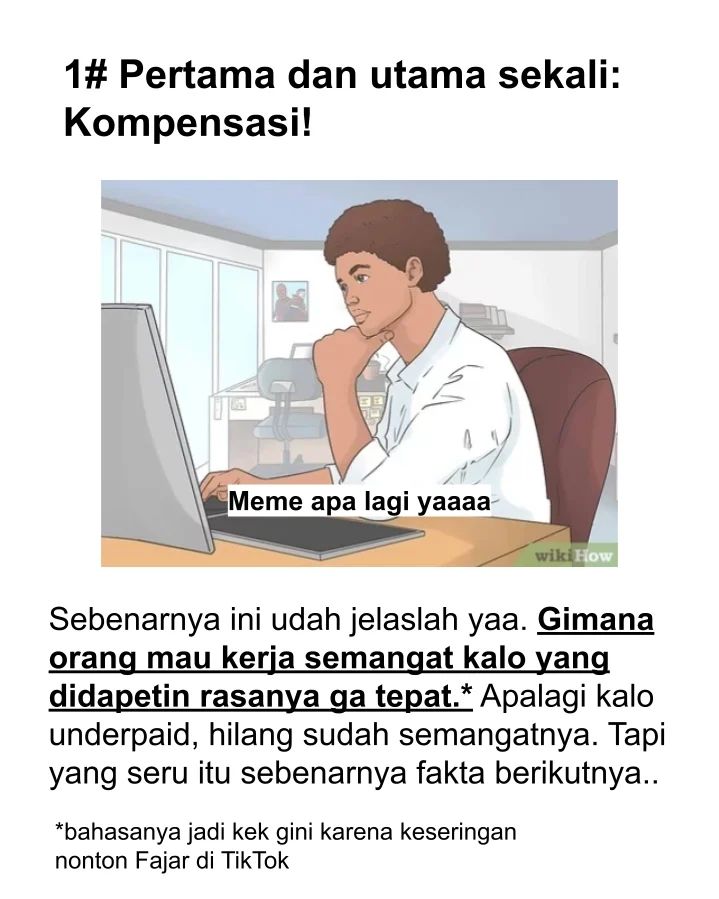 1# Pertama dan utama sekali:
Kompensasi!
Meme apa lagi yaaaa
wikiHow
Sebenarnya ini udah jelaslah yaa. Gimana
orang mau kerja semangat kalo yang
didapetin rasanya ga tepat.* Apalagi kalo
underpaid, hilang sudah semangatnya. Tapi
yang seru itu sebenarnya fakta berikutnya..
*bahasanya jadi kek gini karena keseringan
nonton Fajar di TikTok